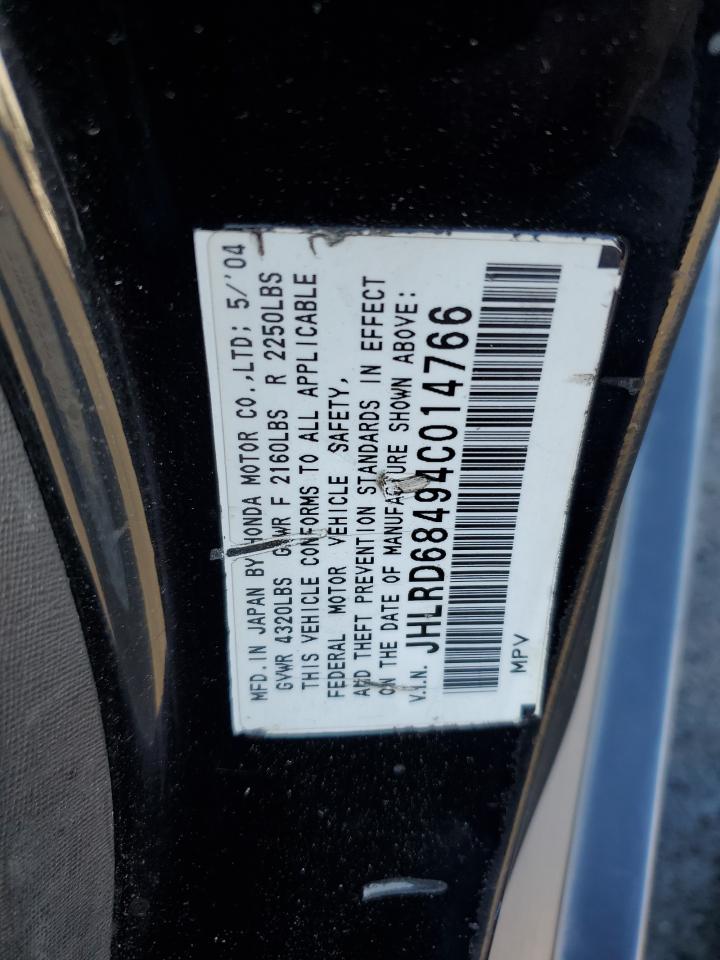 MFD. IN JAPAN BY HONDA MOTOR CO.,LTD; 5/'04
GVWR 4320LBS GAWR F 2160LBS R 2250LBS
THIS VEHICLE CONFORMS TO ALL APPLICABLE
FEDERAL MOTOR VEHICLE SAFETY,
AND THEFT PREVENTION STANDARDS IN EFFECT
ON THE DATE OF MANUFACTURE SHOWN ABOVE:
V.I.N. JHLRD68494C014766
MPV